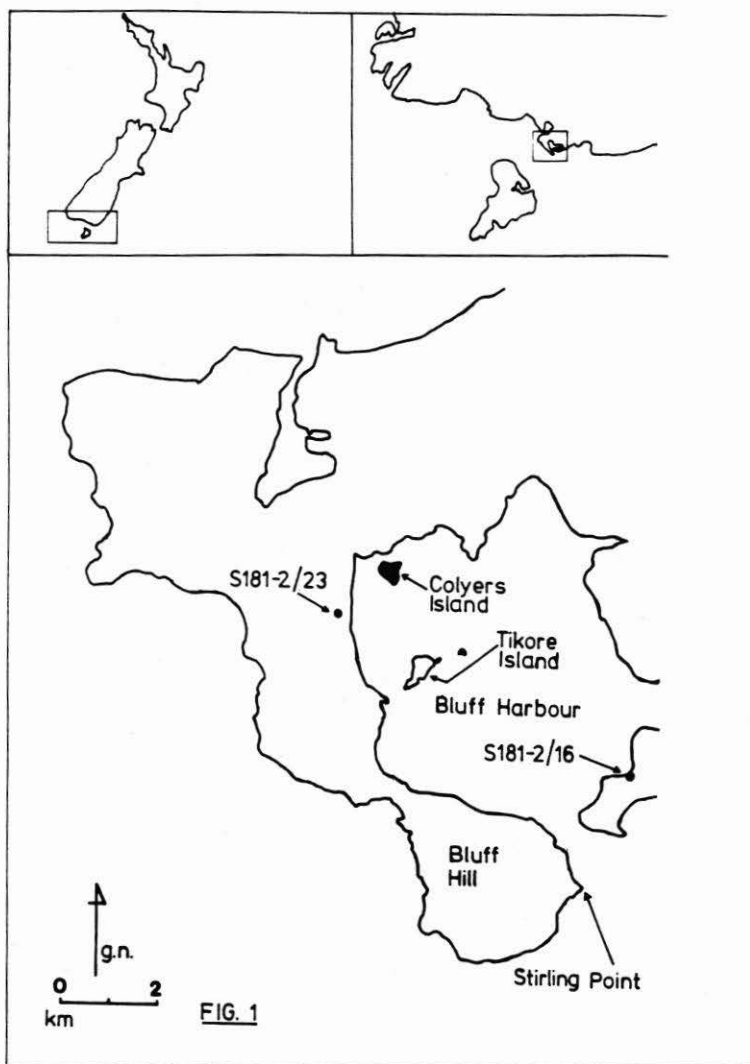 S181-2/23
Colyers
Island
Tikore
Island
Bluff Harbour
S181-2/16
Bluff
Hill
g.n.
Stirling Point
0 2
km
FIG. 1